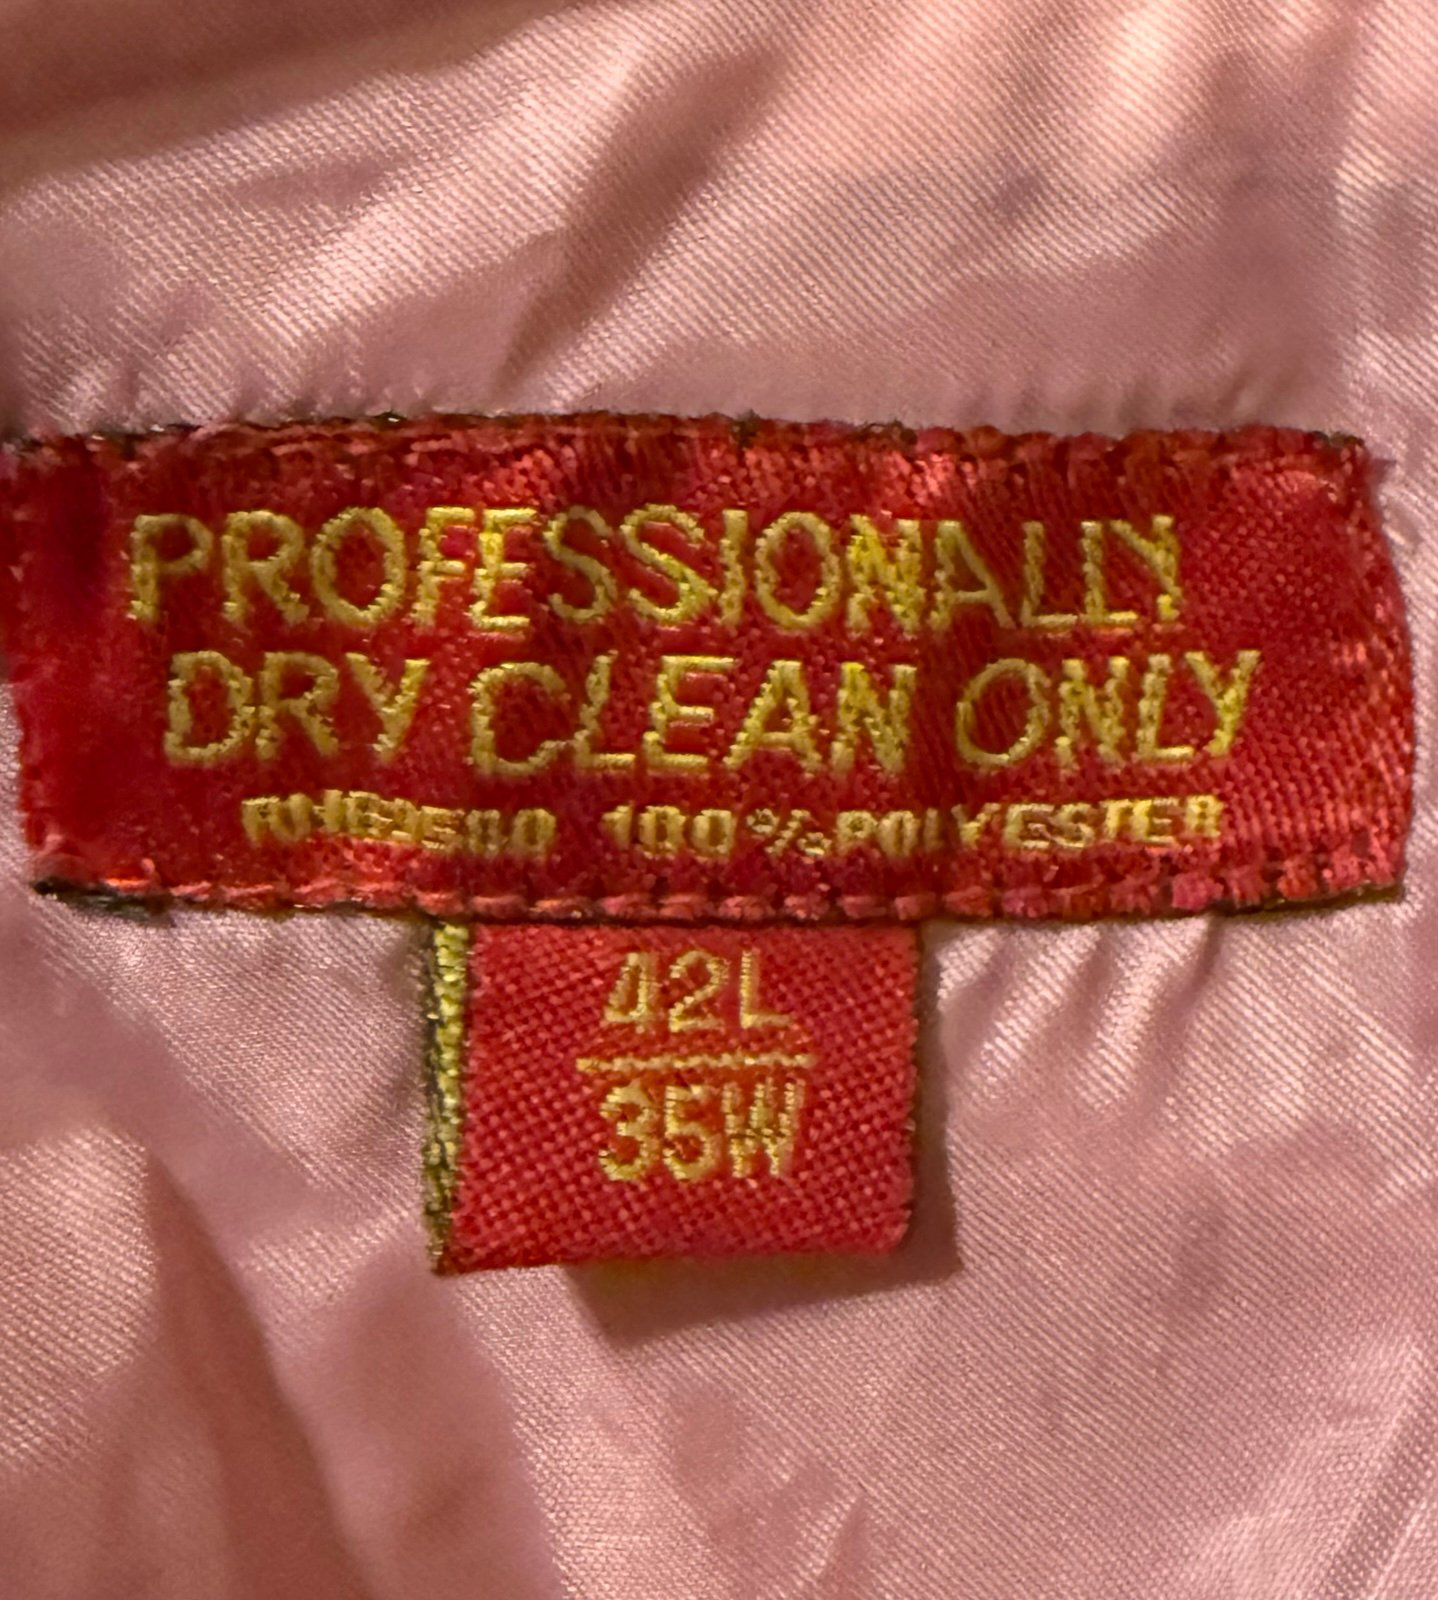 PROFESSIONALLY
DRY CLEAN ONLY
100%POLYESTER
42L
35W